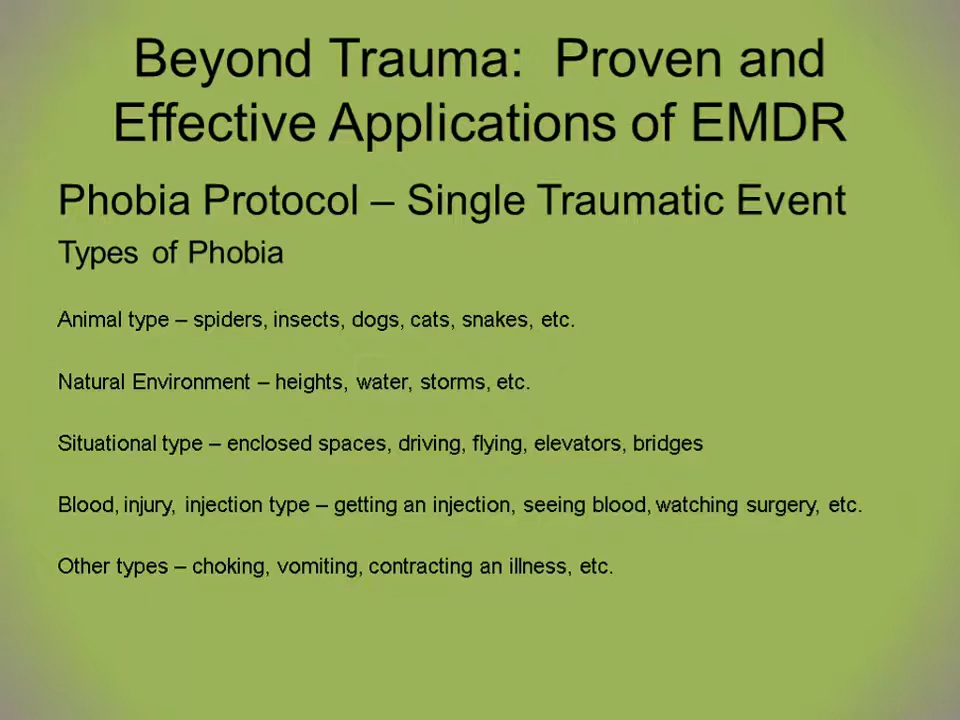 Beyond Trauma: Proven and
Effective Applications of EMDR
Phobia Protocol – Single Traumatic Event
Types of Phobia
Animal type – spiders, insects, dogs, cats, snakes, etc.
Natural Environment – heights, water, storms, etc.
Situational type – enclosed spaces, driving, flying, elevators, bridges
Blood, injury, injection type – getting an injection, seeing blood, watching surgery, etc.
Other types – choking, vomiting, contracting an illness, etc.